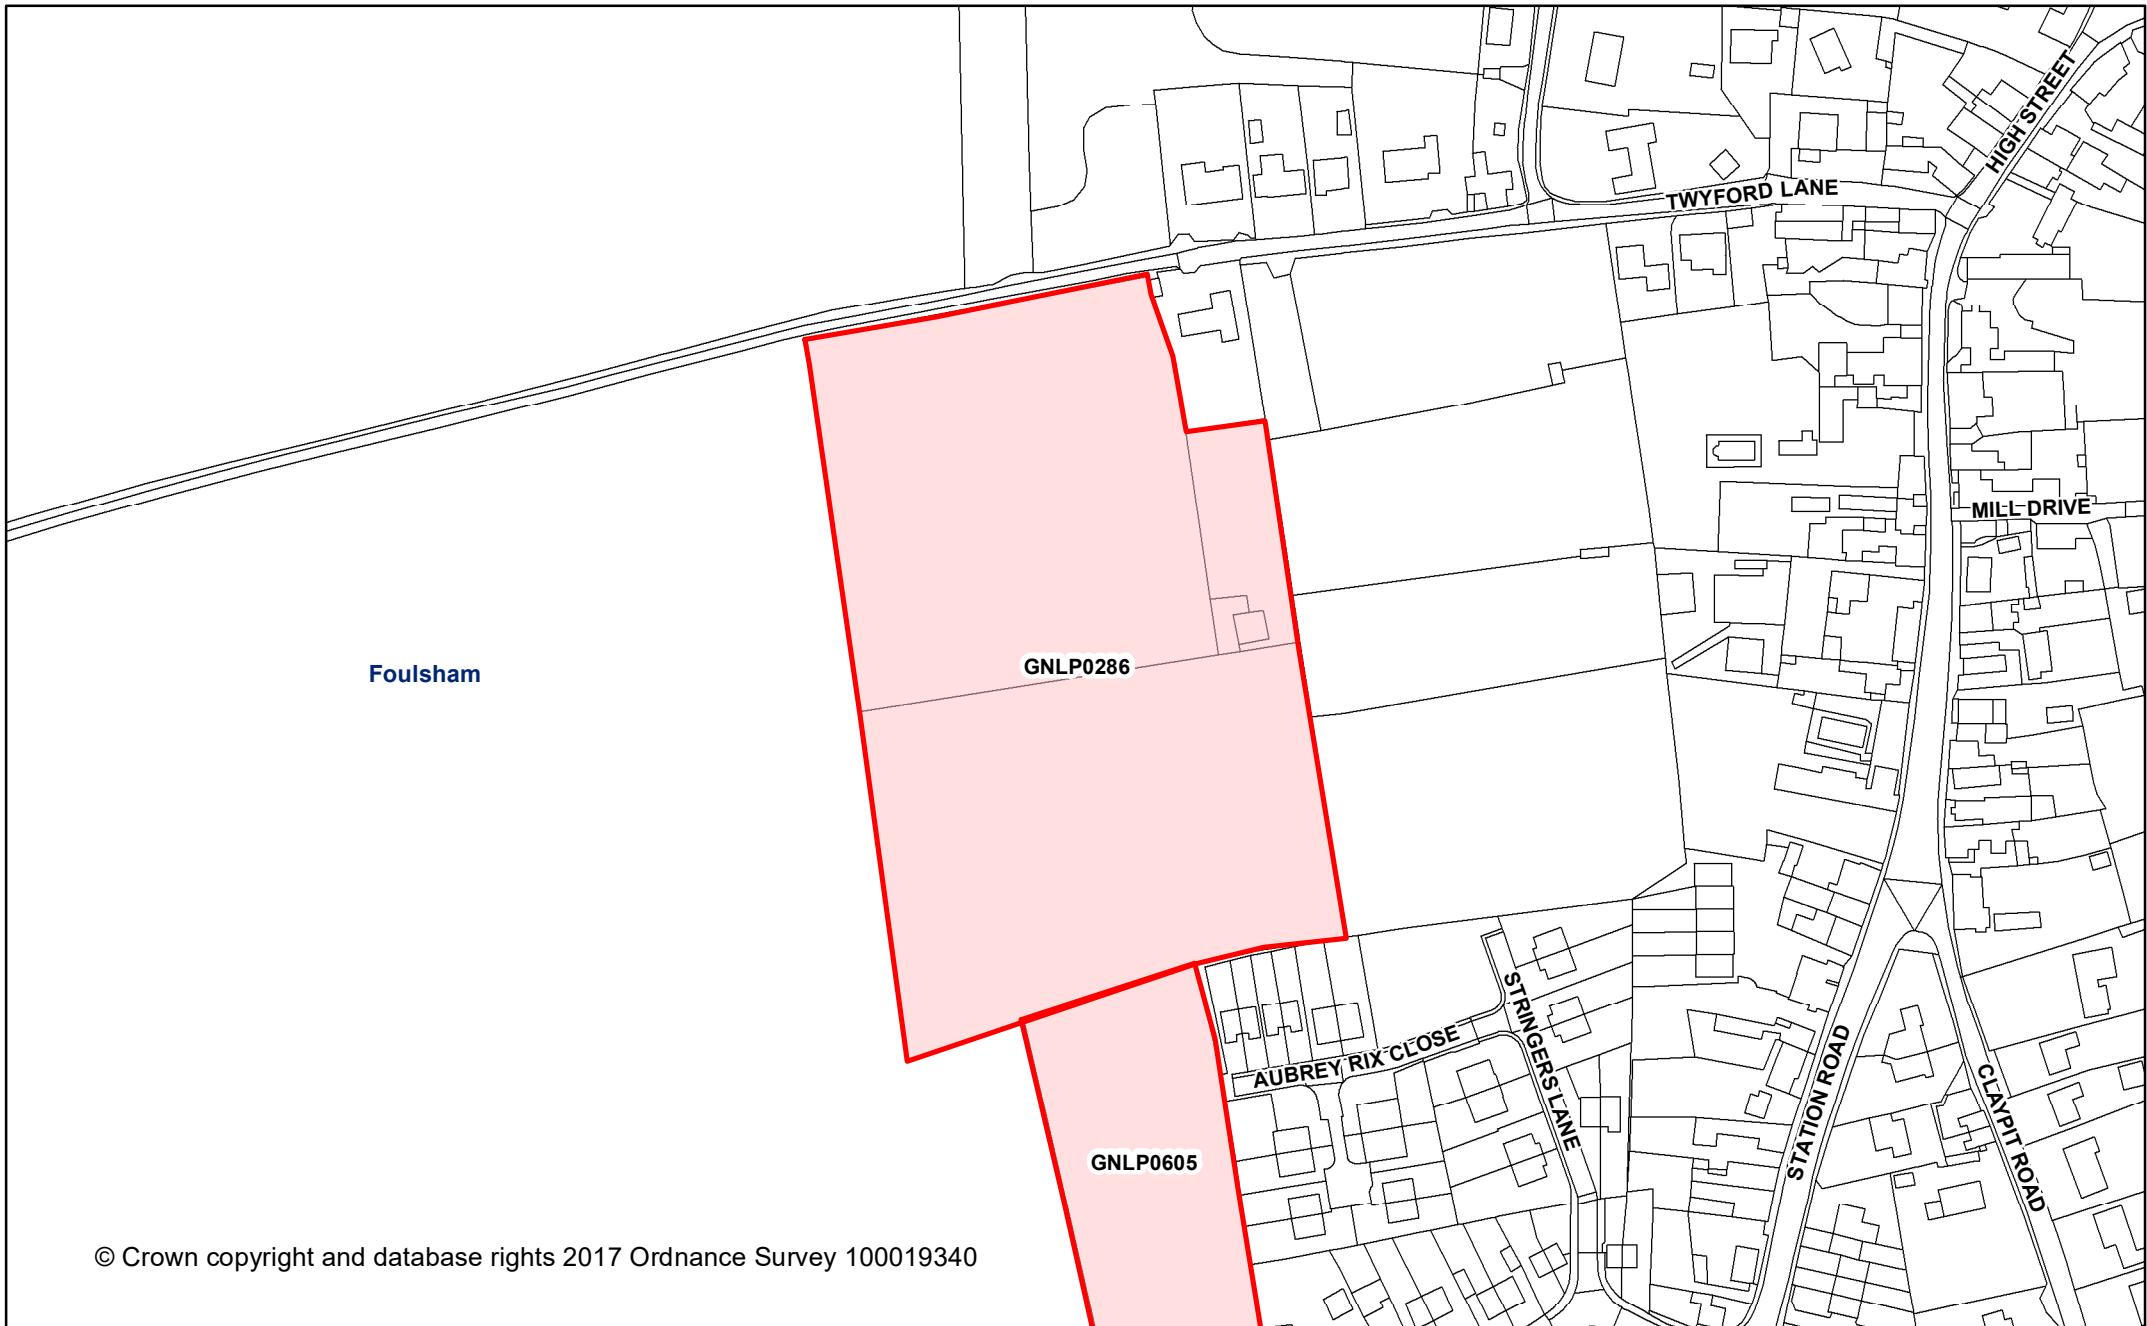 HIGH STREET
TWYFORD LANE
MILL DRIVE
Foulsham
GNLP0286
STRINGERS LANE
AUBREY RIX CLOSE
STATION ROAD
CLAYPIT ROAD
GNLP0605
© Crown copyright and database rights 2017 Ordnance Survey 100019340